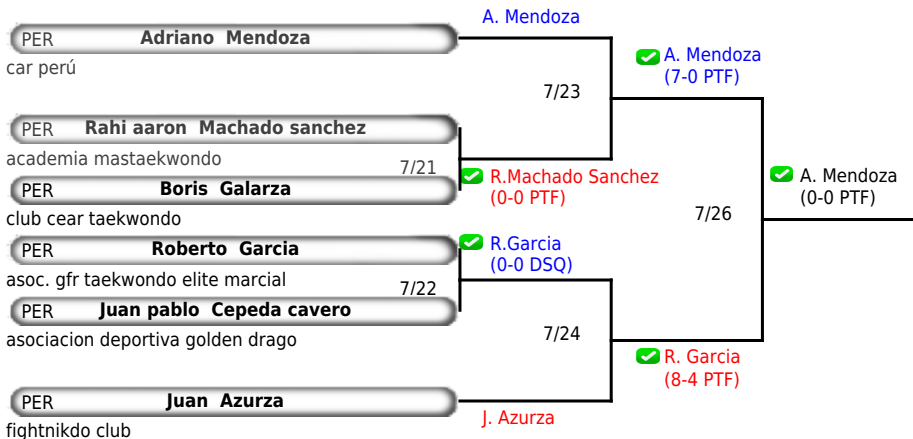 A. Mendoza
PER Adriano Mendoza
car perú
A. Mendoza
(7-0 PTF)
7/23
PER Rahi aaron Machado sanchez
academia mastaekwondo
7/21
R.Machado Sanchez
(0-0 PTF)
PER Boris Galarza
club cear taekwondo
A. Mendoza
(0-0 PTF)
7/26
PER Roberto Garcia
asoc. gfr taekwondo elite marcial
R.Garcia
(0-0 DSQ)
7/22
PER Juan pablo Cepeda cavero
asociacion deportiva golden drago
7/24
R. Garcia
(8-4 PTF)
PER Juan Azurza
fightnikdo club
J. Azurza